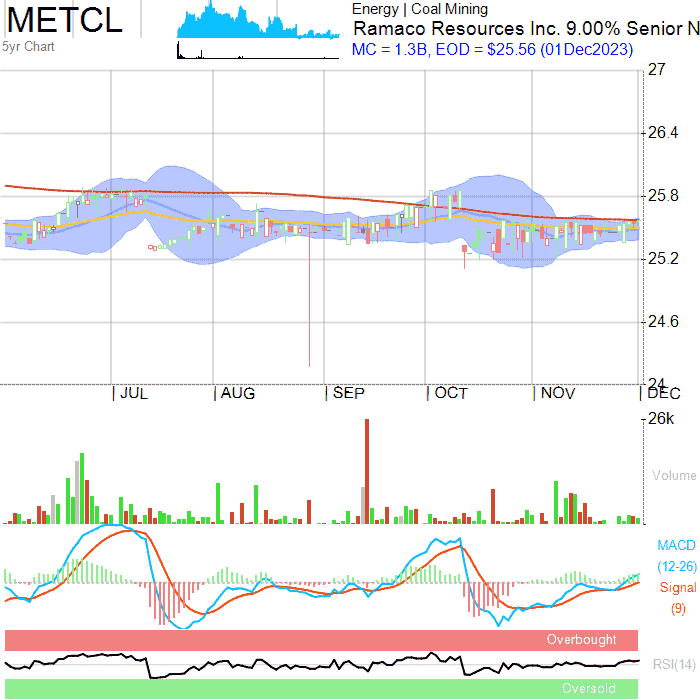 METCL
5yr Chart
Energy | Coal Mining
Ramaco Resources Inc. 9.00% Senior N
MC = 1.3B, EOD = $25.56 (01Dec2023)
27
26.4
25.8
25.2
24.6
24
JUL AUG SEP OCT NOV DEC
26k
Volume
MACD
(12-26)
Signal
(9)
Overbought
RSI(14)
Oversold